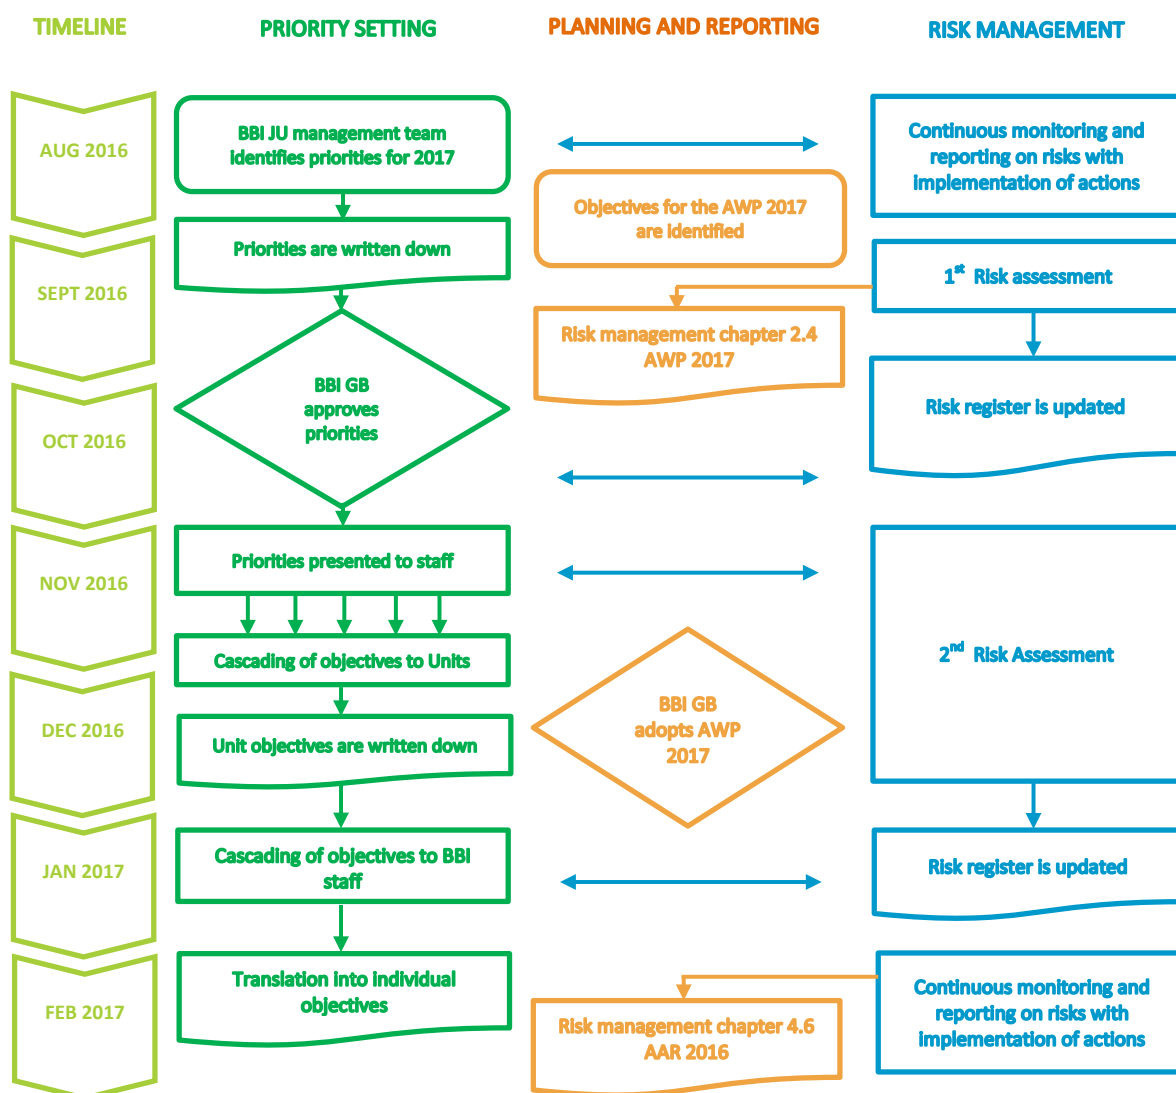 TIMELINE
PRIORITY SETTING
PLANNING AND REPORTING
RISK MANAGEMENT
AUG 2016
SEPT 2016
OCT 2016
NOV 2016
DEC 2016
JAN 2017
FEB 2017
BBI JU management team
identifies priorities for 2017
Priorities are written down
BBI GB
approves
priorities
Priorities presented to staff
Cascading of objectives to Units
Unit objectives are written down
Cascading of objectives to BBI
staff
Translation into individual
objectives
Objectives for the AWP 2017
are identified
Risk management chapter 2.4
AWP 2017
BBI GB
adopts AWP
2017
Risk management chapter 4.6
AAR 2016
Continuous monitoring and
reporting on risks with
implementation of actions
1st Risk assessment
Risk register is updated
2nd Risk Assessment
Risk register is updated
Continuous monitoring and
reporting on risks with
implementation of actions